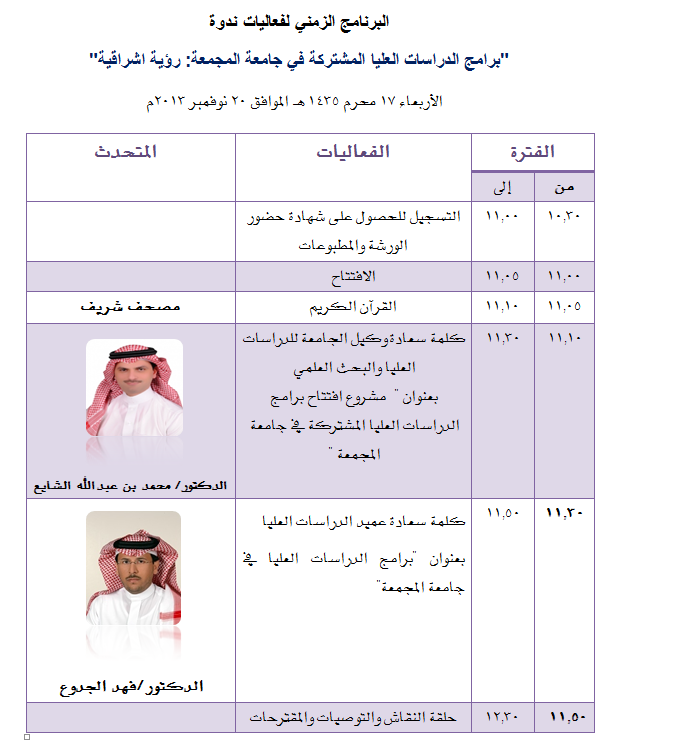 البرنامج الزمني لفعاليات ندوة
"برامج الدراسات العليا المشتركة في جامعة المجمعة: رؤية اشراقية"
الأربعاء ١٧ محرم ١٤٣٥ هـ الموافق ٢٠ نوفمبر ٢٠١٣م
الفترة الفعاليات المتحدث
من إلى
١٠,٣٠ ١١,٠٠ التسجيل للحصول على شهادة حضور
الورشة والمطبوعات
١١,٠٠ ١١,٠٥ الافتتاح
١١,٠٥ ١١,١٠ القرآن الكريم مصحف شريف
١١,١٠ ١١,٣٠ كلمة سعادة وكيل الجامعة للدراسات
العليا والبحث العلمي
بعنوان " مشروع افتتاح برامج
الدراسات العليا المشتركة في جامعة
المجمعة "
الدكتور/ محمد بن عبدالله الشايع
١١,٣٠ ١١,٥٠ كلمة سعادة عميد الدراسات العليا
بعنوان "برامج الدراسات العليا في
جامعة المجمعة"
الدكتور/فهد الجدوع
١١,٥٠ ١٢,٣٠ حلقة النقاش والتوصيات والمقترحات